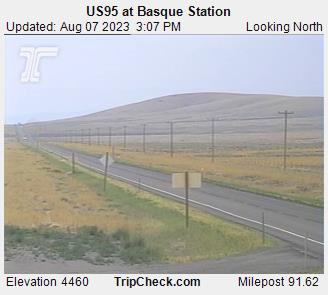 US95 at Basque Station
Updated: Aug 07 2023 3:07 PM Looking North
Elevation 4460 TripCheck.com Milepost 91.62